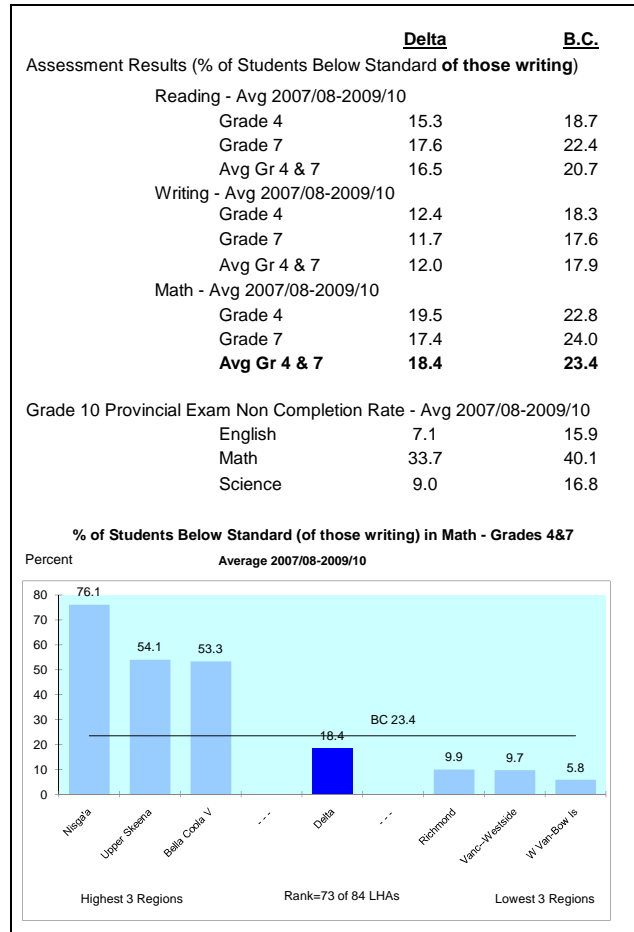 Delta B.C.
Assessment Results (% of Students Below Standard of those writing)
Reading - Avg 2007/08-2009/10
Grade 4 15.3 18.7
Grade 7 17.6 22.4
Avg Gr 4 & 7 16.5 20.7
Writing - Avg 2007/08-2009/10
Grade 4 12.4 18.3
Grade 7 11.7 17.6
Avg Gr 4 & 7 12.0 17.9
Math - Avg 2007/08-2009/10
Grade 4 19.5 22.8
Grade 7 17.4 24.0
Avg Gr 4 & 7 18.4 23.4
Grade 10 Provincial Exam Non Completion Rate - Avg 2007/08-2009/10
English 7.1 15.9
Math 33.7 40.1
Science 9.0 16.8
% of Students Below Standard (of those writing) in Math - Grades 4&7
Percent Average 2007/08-2009/10
80
70
60
50
40
30
20
10
0
76.1
54.1
53.3
18.4
BC 23.4
9.9
9.7
5.8
Nisga'a
Upper Skeena
Bella Coola V
- - -
Delta
- - -
Richmond
Vanc--Westside
W Van-Bow Is
Highest 3 Regions Rank=73 of 84 LHAs Lowest 3 Regions